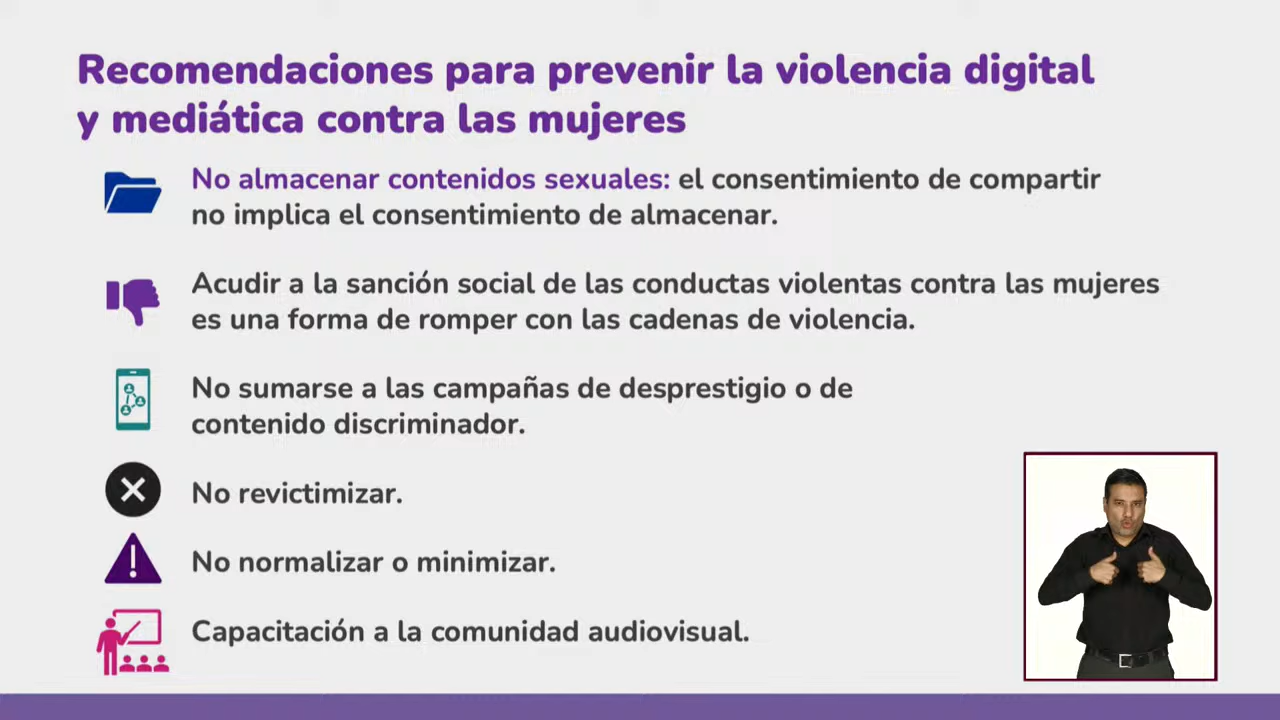 Recomendaciones para prevenir la violencia digital
y mediática contra las mujeres
No almacenar contenidos sexuales: el consentimiento de compartir
no implica el consentimiento de almacenar.
Acudir a la sanción social de las conductas violentas contra las mujeres
es una forma de romper con las cadenas de violencia.
No sumarse a las campañas de desprestigio o de
contenido discriminador.
No revictimizar.
No normalizar o minimizar.
Capacitación a la comunidad audiovisual.